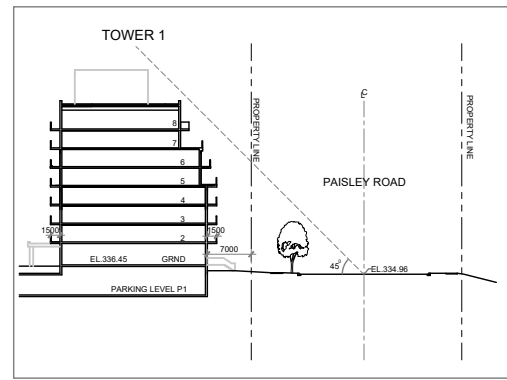 TOWER 1
℄
8
7
6
5
4
3
2
PROPERTY LINE
PROPERTY LINE
PAISLEY ROAD
1500
1500
7000
EL.336.45
GRND
45°
EL.334.96
PARKING LEVEL P1